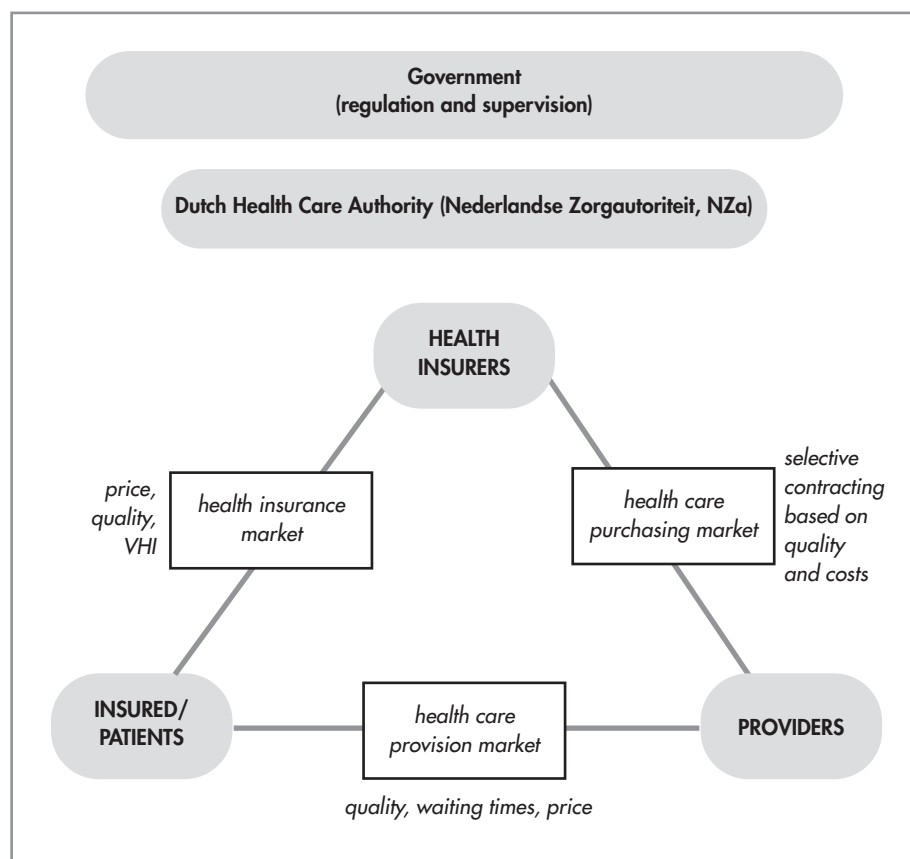 Government
(regulation and supervision)
Dutch Health Care Authority (Nederlandse Zorgautoriteit, NZa)
HEALTH
INSURERS
price,
quality,
VHI
health insurance
market
health care
purchasing market
selective
contracting
based on
quality
and costs
INSURED/
PATIENTS
health care
provision market
PROVIDERS
quality, waiting times, price